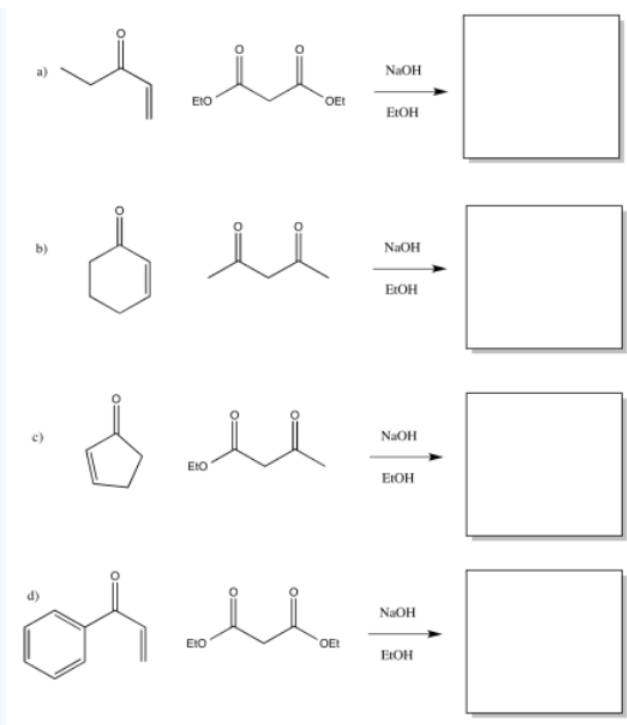 a) O O O EtO OEt NaOH EtOH
b) O O O NaOH EtOH
c) O O O EtO NaOH EtOH
d) O O O EtO OEt NaOH EtOH